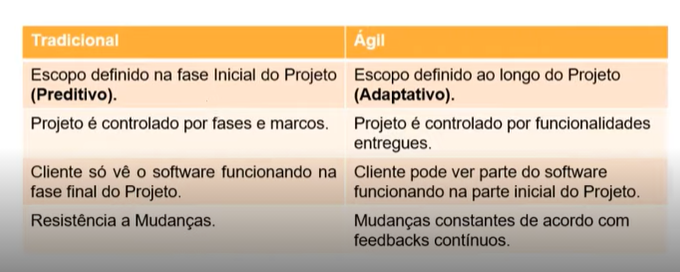 Tradicional
Ágil
Escopo definido na fase Inicial do Projeto
(Preditivo).
Escopo definido ao longo do Projeto
(Adaptativo).
Projeto é controlado por fases e marcos.
Projeto é controlado por funcionalidades
entregues.
Cliente só vê o software funcionando na
fase final do Projeto.
Cliente pode ver parte do software
funcionando na parte inicial do Projeto.
Resistência a Mudanças.
Mudanças constantes de acordo com
feedbacks contínuos.